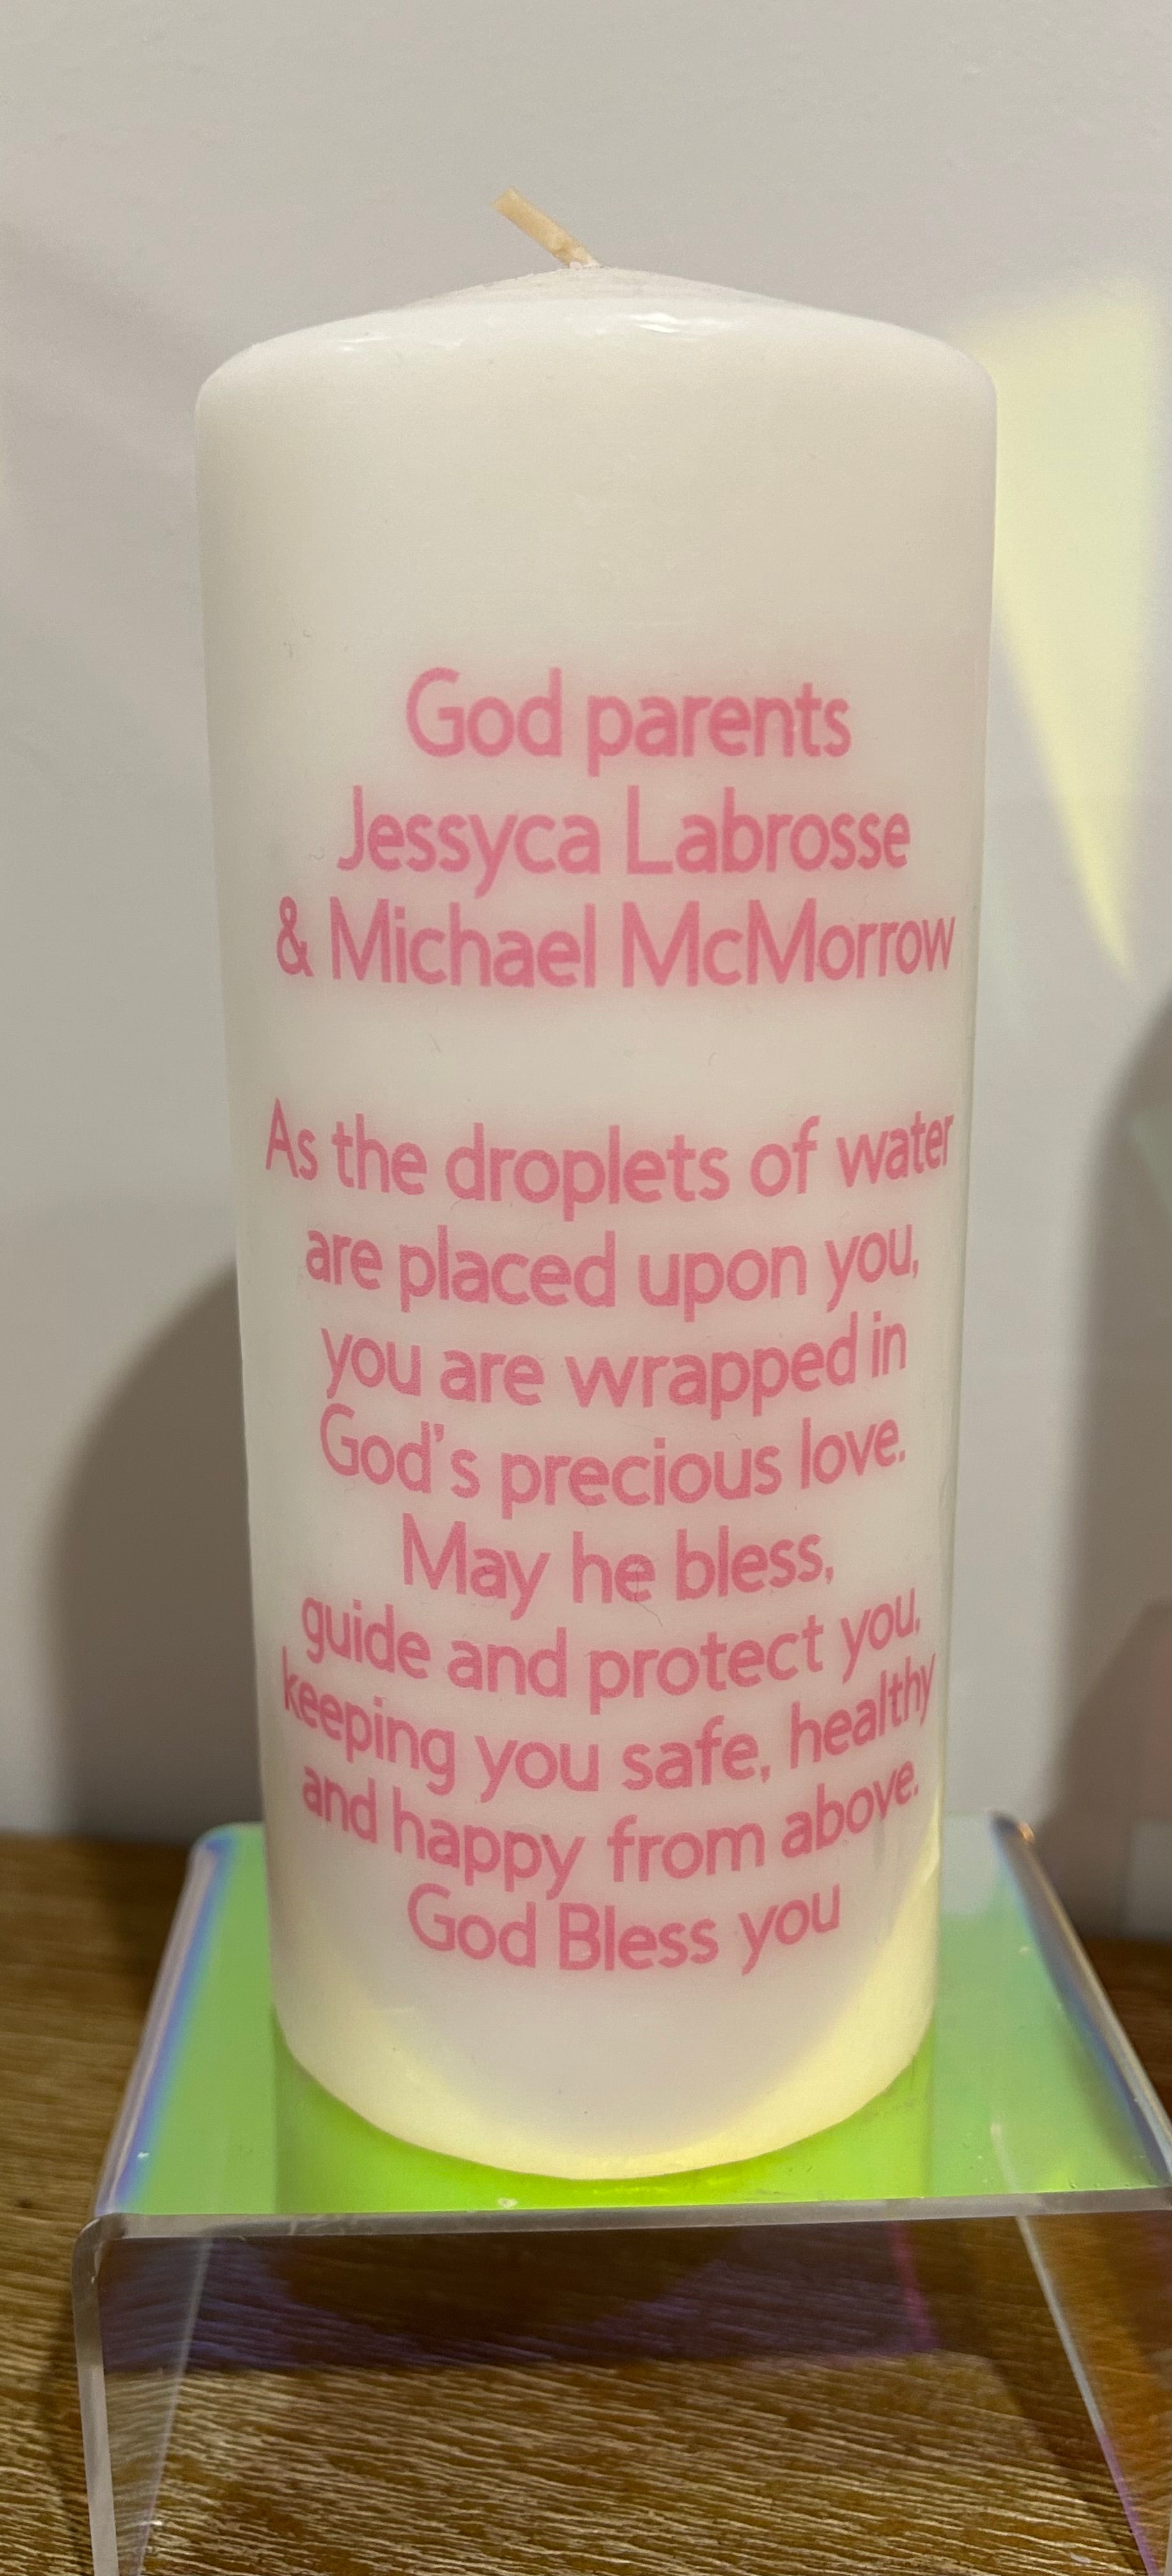 God parents
Jessyca Labrosse
& Michael McMorrow
As the droplets of water
are placed upon you,
you are wrapped in
God's precious love.
May he bless,
guide and protect you,
keeping you safe, healthy
and happy from above.
God Bless you